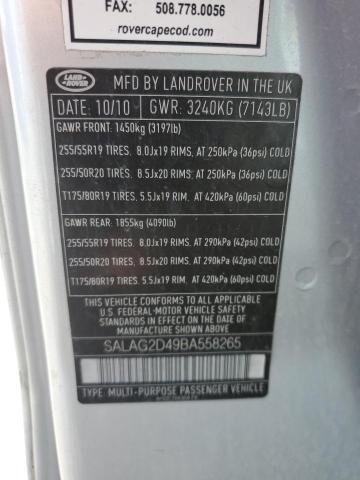 FAX: 508.778.0056
rovercapecod.com
LAND-
ROVER
MFD BY LANDROVER IN THE UK
DATE: 10/10 GWR: 3240KG (7143LB)
GAWR FRONT: 1450kg (3197lb)
255/55R19 TIRES. 8.0Jx19 RIMS, AT 250kPa (36psi) COLD
255/50R20 TIRES. 8.5Jx20 RIMS, AT 250kPa (36psi) COLD
T175/80R19 TIRES. 5.5Jx19 RIMS, AT 420kPa (60psi) COLD
GAWR REAR: 1855kg (4090lb)
255/55R19 TIRES. 8.0Jx19 RIMS, AT 290kPa (42psi) COLD
255/50R20 TIRES. 8.5Jx20 RIMS, AT 290kPa (42psi) COLD
T175/80R19 TIRES. 5.5Jx19 RIMS, AT 420kPa (60psi) COLD
THIS VEHICLE CONFORMS TO ALL APPLICABLE
U.S. FEDERAL MOTOR VEHICLE SAFETY AND THEFT
PREVENTION STANDARDS IN EFFECT ON THE DATE OF
MANUFACTURE SHOWN ABOVE.
SALAG2D49BA558265
TYPE: MULTI-PURPOSE PASSENGER VEHICLE